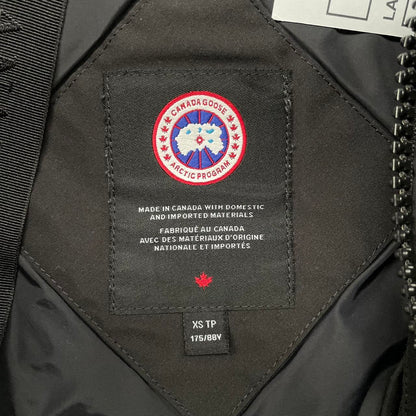 LA
CANADA GOOSE
ARCTIC PROGRAM
MADE IN CANADA WITH DOMESTIC
AND IMPORTED MATERIALS
FABRIQUÉ AU CANADA
AVEC DES MATÉRIAUX D'ORIGINE
NATIONALE ET IMPORTÉS
XS TP
175/88Y